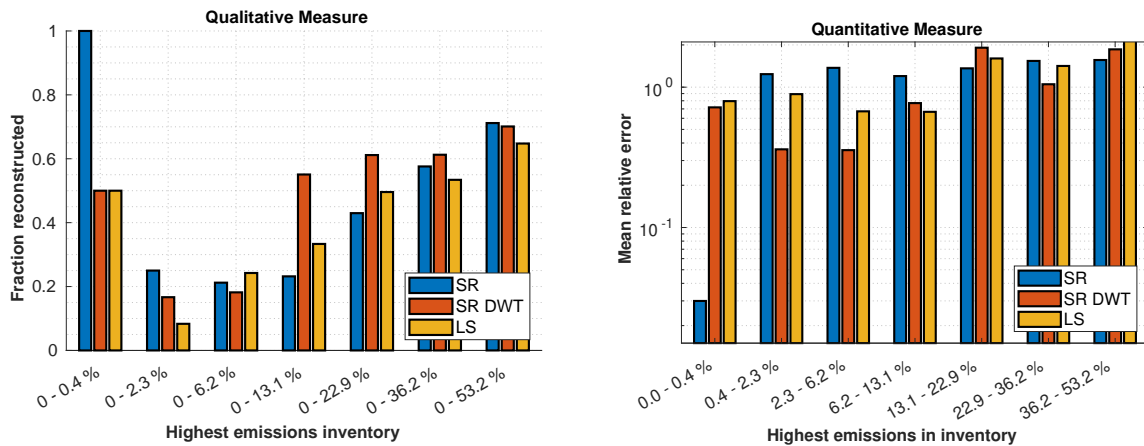 Qualitative Measure
Fraction reconstructed
1
0.8
0.6
0.4
0.2
0
SR
SR DWT
LS
0 - 0.4 %
0 - 2.3 %
0 - 6.2 %
0 - 13.1 %
0 - 22.9 %
0 - 36.2 %
0 - 53.2 %
Highest emissions inventory
Quantitative Measure
Mean relative error
10^0
10^-1
SR
SR DWT
LS
0.0 - 0.4 %
0.4 - 2.3 %
2.3 - 6.2 %
6.2 - 13.1 %
13.1 - 22.9 %
22.9 - 36.2 %
36.2 - 53.2 %
Highest emissions in inventory